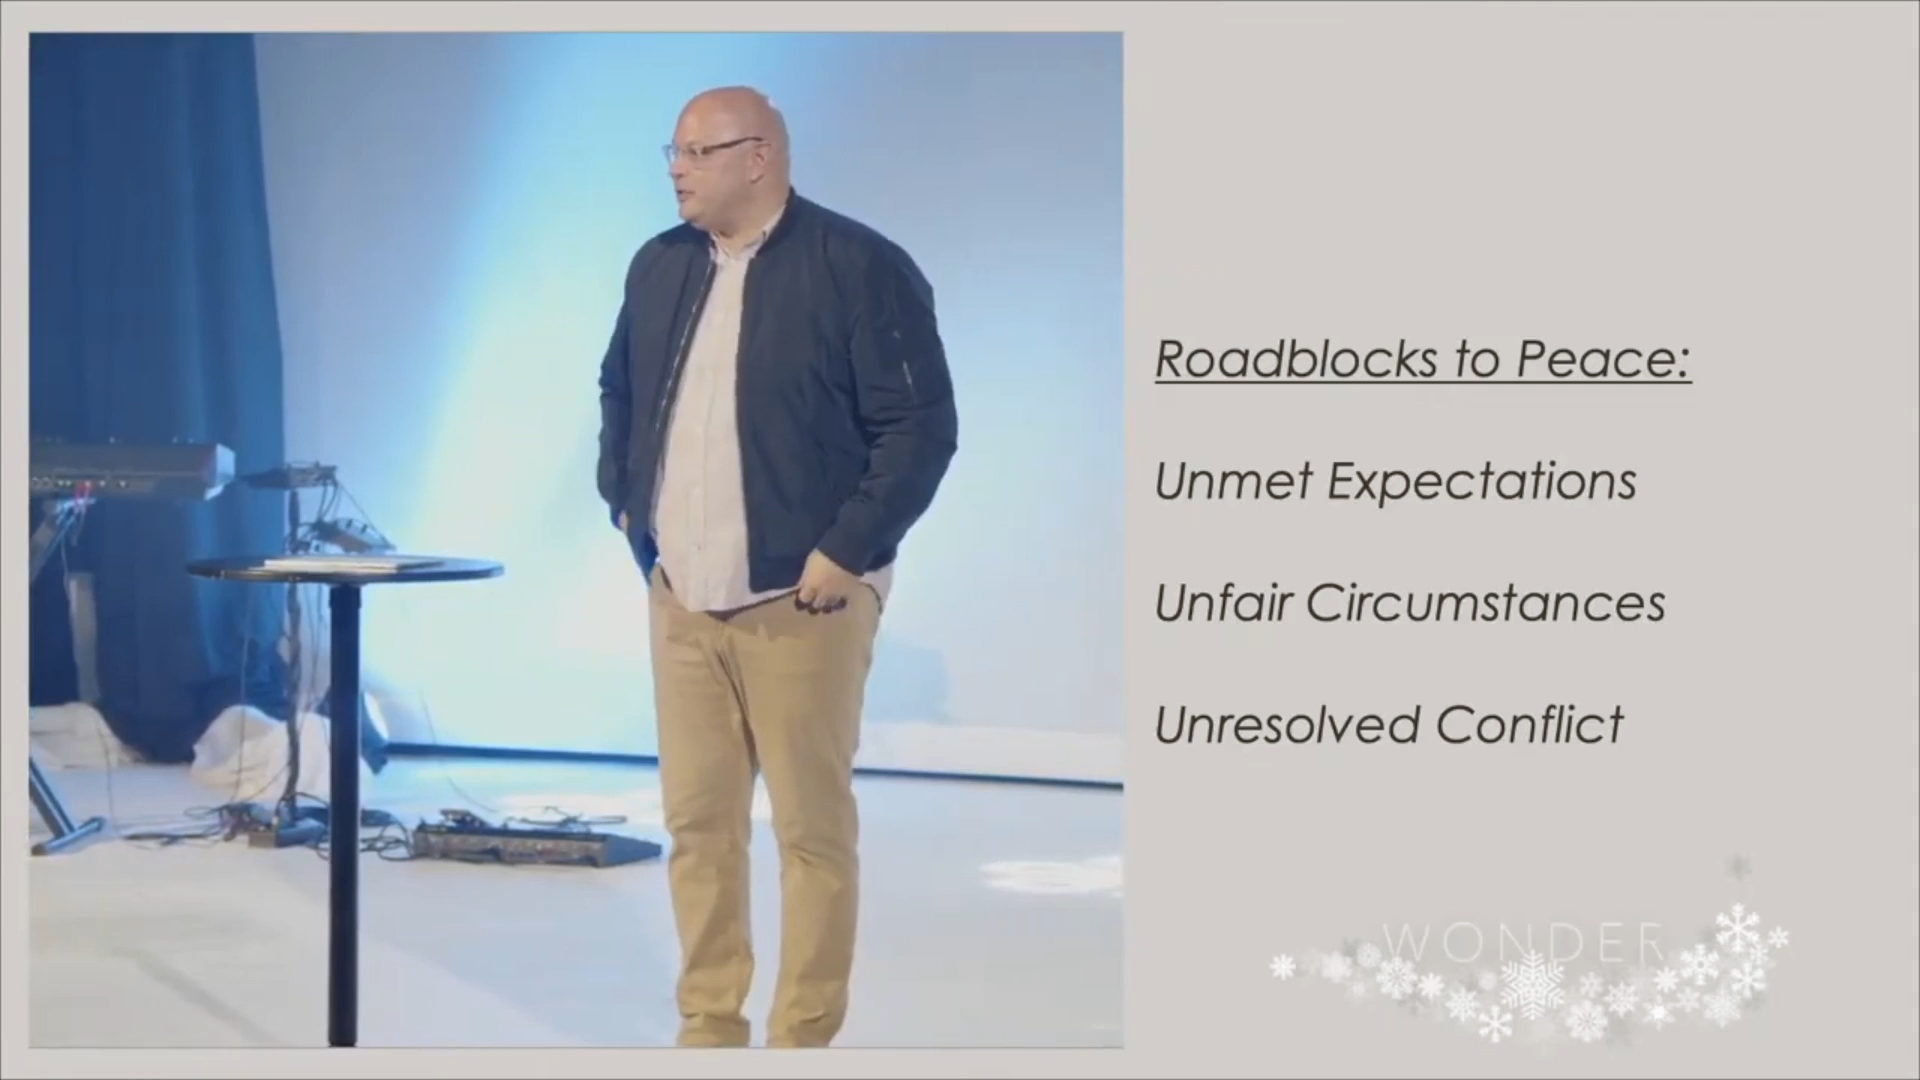 Roadblocks to Peace:
Unmet Expectations
Unfair Circumstances
Unresolved Conflict
WONDER